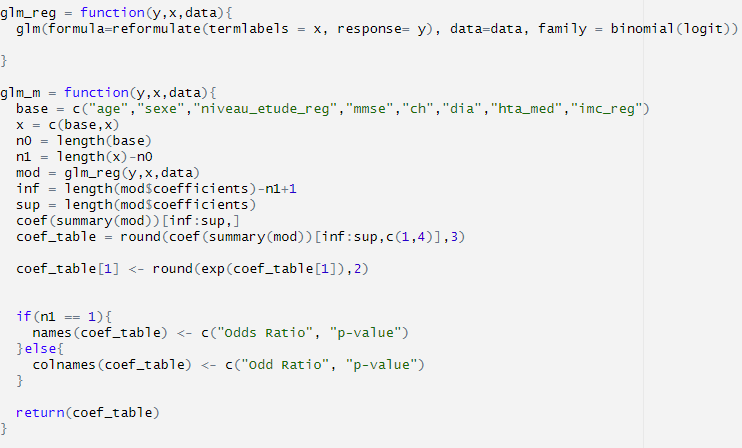 glm_reg = function(y,x,data){
  glm(formula=reformulate(termlabels = x, response= y), data=data, family = binomial(logit))
}
glm_m = function(y,x,data){
  base = c("age","sexe","niveau_etude_reg","mmse","ch","dia","hta_med","imc_reg")
  x = c(base,x)
  n0 = length(base)
  n1 = length(x)-n0
  mod = glm_reg(y,x,data)
  inf = length(mod$coefficients)-n1+1
  sup = length(mod$coefficients)
  coef(summary(mod))[inf:sup,]
  coef_table = round(coef(summary(mod))[inf:sup,c(1,4)],3)
  coef_table[1] <- round(exp(coef_table[1]),2)
  if(n1 == 1){
    names(coef_table) <- c("Odds Ratio", "p-value")
  }else{
    colnames(coef_table) <- c("Odd Ratio", "p-value")
  }
  return(coef_table)
}